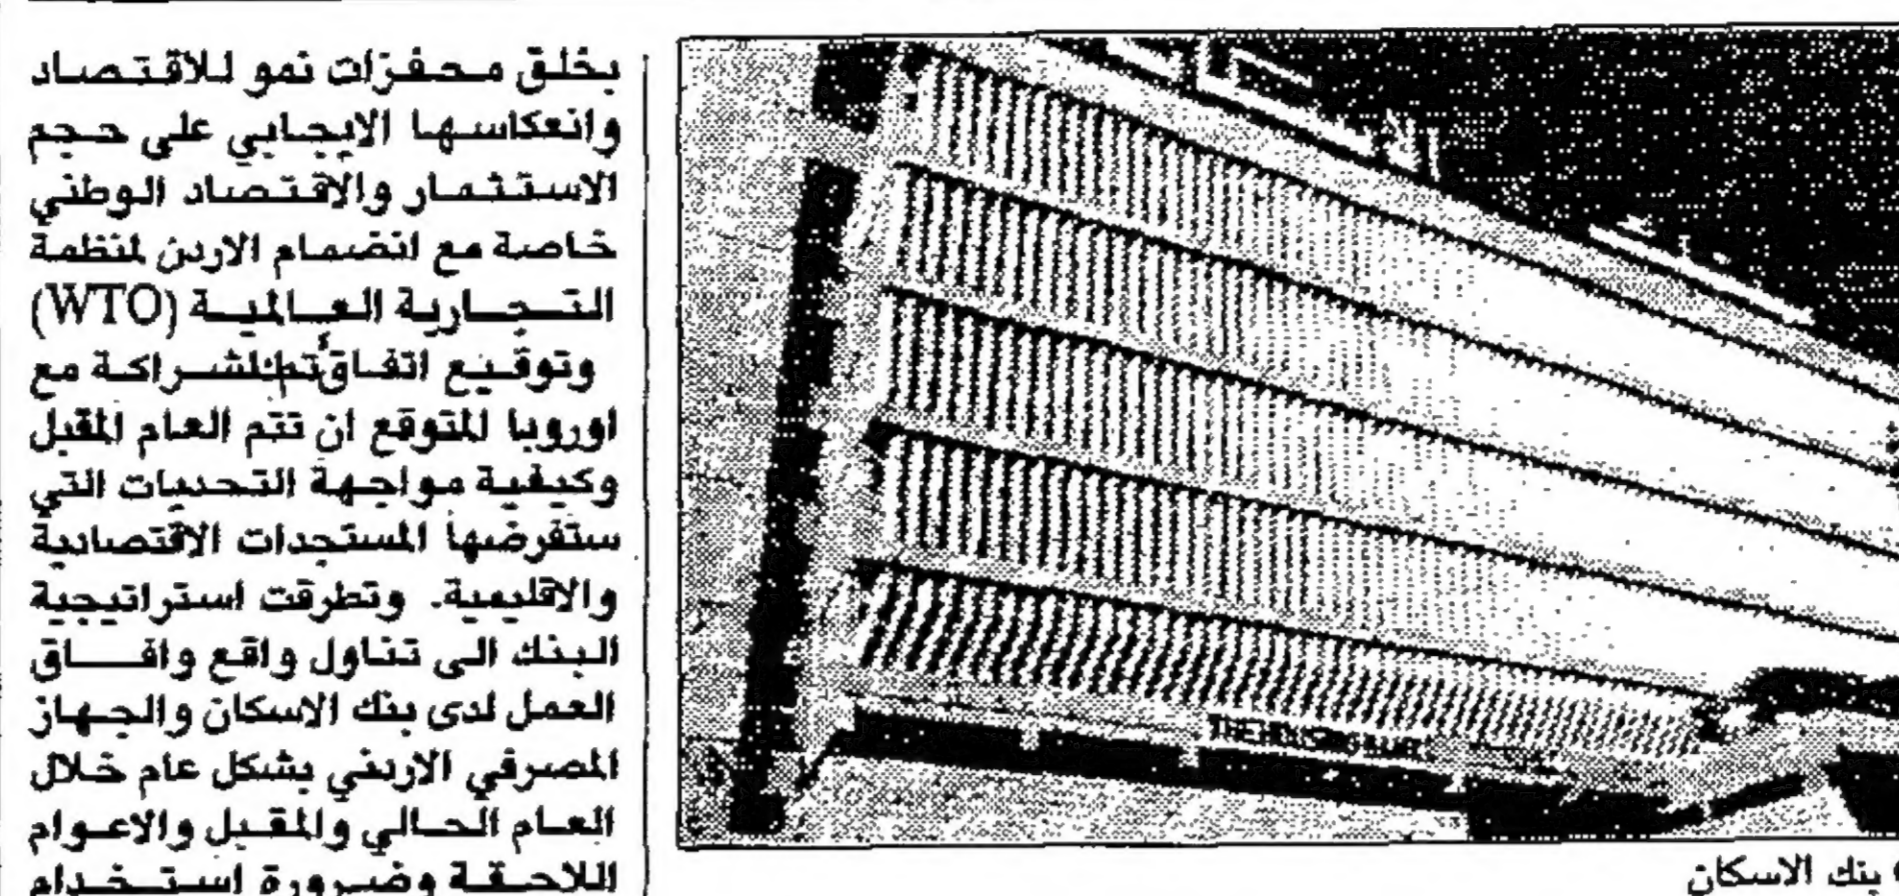 بخلق محفزات نمو للاقتصاد
وانعكاسها الايجابي على حجم
الاستثمار والاقتصاد الوطني
خاصة مع انضمام الاردن لمنظمة
التجارية العالمية (WTO)
وتوقيع مع
اوروبا المتوقع ان تتم العام المقبل
وكيفية مواجهة التحديات التي
ستفرضها المستجدات الاقتصادية
والاقليمية. وتطرقت استراتيجية
البنك الى تناول واقع وافاق
العمل لدى بنك الاسكان والجهاز
المصرفي الاردني بشكل عام خلال
العام الحالي والمقبل والاعوام
اللاحقة وضرورة استخدام
THE HOUSING BANK
بنك الاسكان